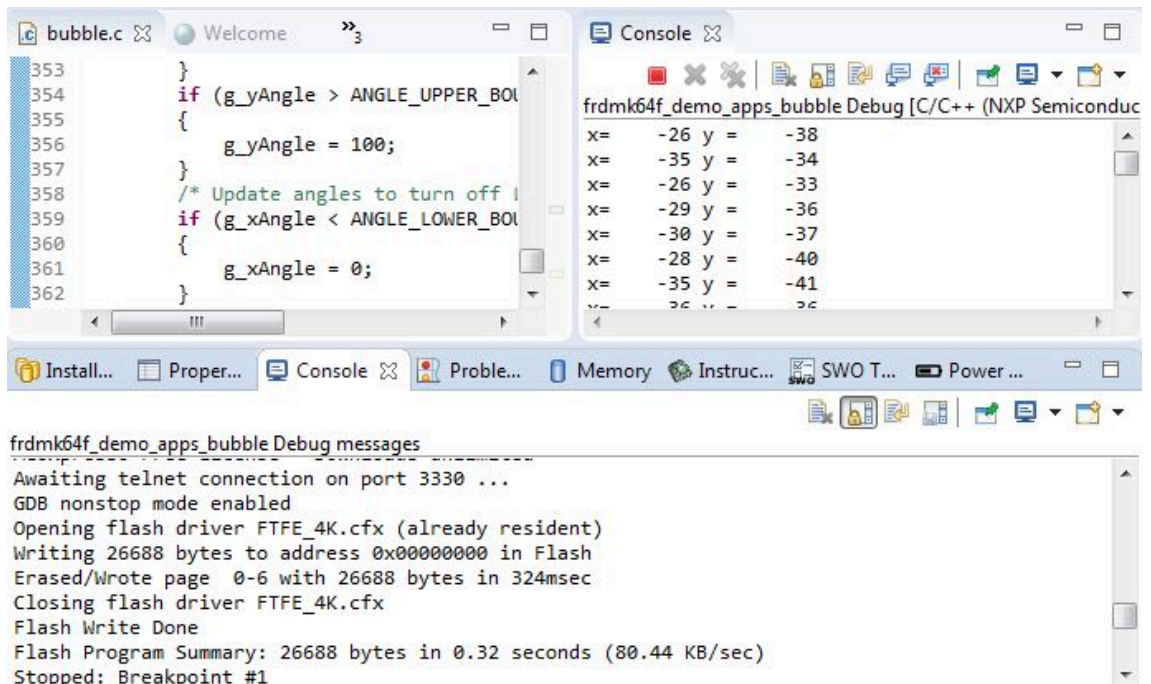 bubble.c Welcome »3
353 }
354 if (g_yAngle > ANGLE_UPPER_BOU
355 {
356 g_yAngle = 100;
357 }
358 /* Update angles to turn off
359 if (g_xAngle < ANGLE_LOWER_BOU
360 {
361 g_xAngle = 0;
362 }
Console
frdmk64f_demo_apps_bubble Debug [C/C++ (NXP Semiconduc
x= -26 y = -38
x= -35 y = -34
x= -26 y = -33
x= -29 y = -36
x= -30 y = -37
x= -28 y = -40
x= -35 y = -41
x= -36 y = -36
Install... Proper... Console Proble... Memory Instruc... SWO SWO T... Power ...
frdmk64f_demo_apps_bubble Debug messages
Awaiting telnet connection on port 3330 ...
GDB nonstop mode enabled
Opening flash driver FTFE_4K.cfx (already resident)
Writing 26688 bytes to address 0x00000000 in Flash
Erased/Wrote page 0-6 with 26688 bytes in 324msec
Closing flash driver FTFE_4K.cfx
Flash Write Done
Flash Program Summary: 26688 bytes in 0.32 seconds (80.44 KB/sec)
Stopped: Breakpoint #1